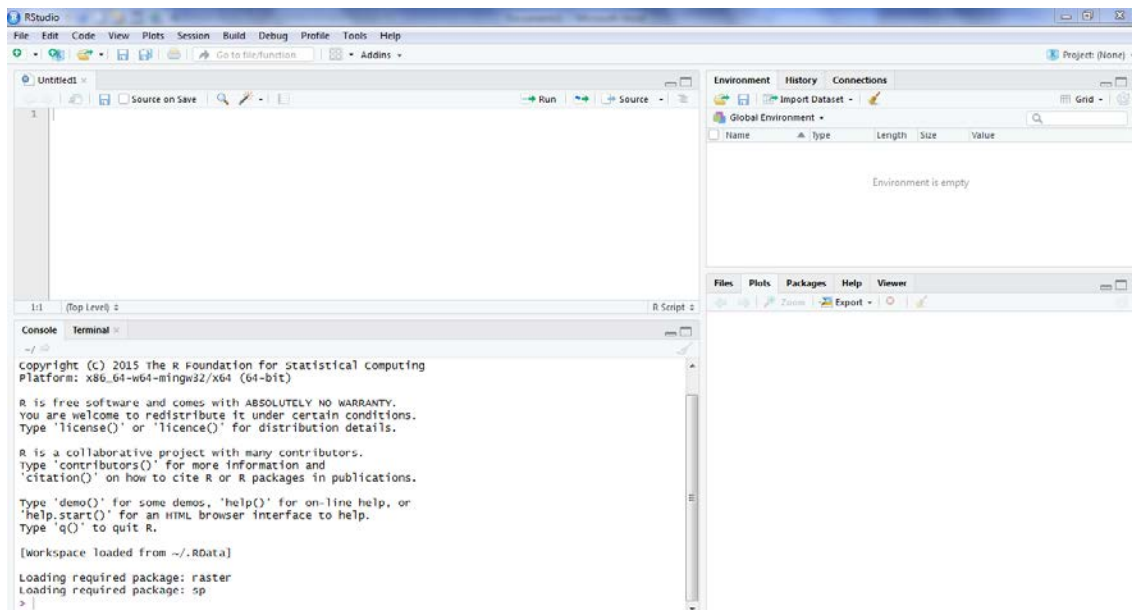 RStudio
File Edit Code View Plots Session Build Debug Profile Tools Help
Go to file/function Addins Project: (None)
Untitled1
Source on Save Run Source
1
1:1 (Top Level) R Script
Console Terminal
~/
Copyright (C) 2015 The R Foundation for Statistical Computing
Platform: x86_64-w64-mingw32/x64 (64-bit)
R is free software and comes with ABSOLUTELY NO WARRANTY.
You are welcome to redistribute it under certain conditions.
Type 'license()' or 'licence()' for distribution details.
R is a collaborative project with many contributors.
Type 'contributors()' for more information and
'citation()' on how to cite R or R packages in publications.
Type 'demo()' for some demos, 'help()' for on-line help, or
'help.start()' for an HTML browser interface to help.
Type 'q()' to quit R.
[Workspace loaded from ~/.RData]
Loading required package: raster
Loading required package: sp
>
Environment History Connections
Import Dataset Grid
Global Environment
Name Type Length Size Value
Environment is empty
Files Plots Packages Help Viewer
Zoom Export